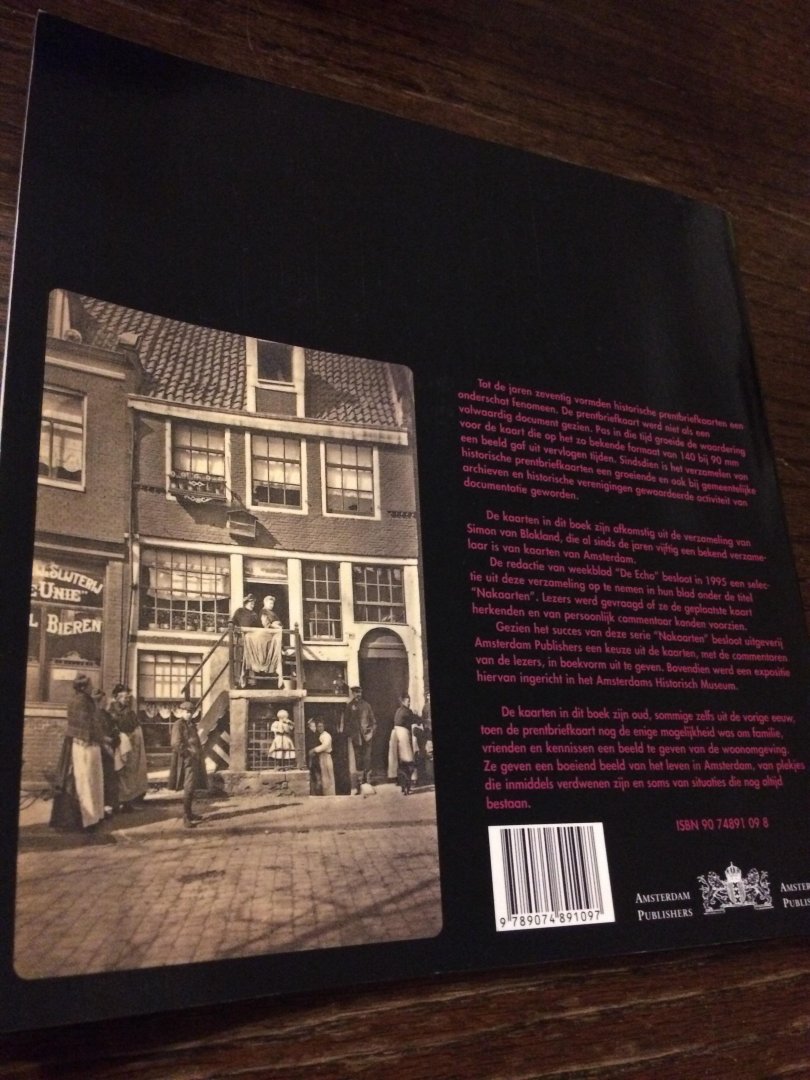 SLIJTERIJ
UNIE"
L BIEREN
Tot de jaren zeventig vormden historische prentbriefkaarten een
anderschat fenomeen. De prentbriefkaart werd niet als een
volwaardig document gezien. Pas in die tijd groeide de waardering
voor de kaart die op het zo bekende formaat van 140 bij 90 mm
een beeld gaf uit vervlogen tijden. Sindsdien is het verzamelen van
historische prentbriefkaarten een groeiende en ook bij gemeentelijke
archieven en historische verenigingen gewaardeerde activiteit van
documentatie geworden.
De kaarten in dit boek zijn afkomstig uit de verzameling van
Simon van Blokland, die al sinds de jaren vijftig een bekend verzame-
laar is van kaarten van Amsterdam.
De redactie van weekblad "De Echo" besloot in 1995 een selec-
tie uit deze verzameling op te nemen in hun blad onder de titel
"Nakaarten". Lezers werd gevraagd of ze de geplaatste kaart
herkenden en van persoonlijk commentaar konden voorzien.
Gezien het succes van deze serie "Nakaarten" besloot uitgeverij
Amsterdam Publishers een keuze uit de kaarten, met de commentaren
van de lezers, in boekvorm uit te geven. Bovendien werd een expositie
hiervan ingericht in het Amsterdams Historisch Museum.
De kaarten in dit boek zijn oud, sommige zelfs uit de vorige eeuw,
toen de prentbriefkaart nog de enige mogelijkheid was om familie,
vrienden en kennissen een beeld te geven van de woonomgeving.
Ze geven een boeiend beeld van het leven in Amsterdam, van plekjes
die inmiddels verdwenen zijn en soms van situaties die nog altijd
bestaan.
ISBN 90 74891 09 8
9 789074 891097
AMSTERDAM
PUBLISHERS
AMSTER
PUBLIS